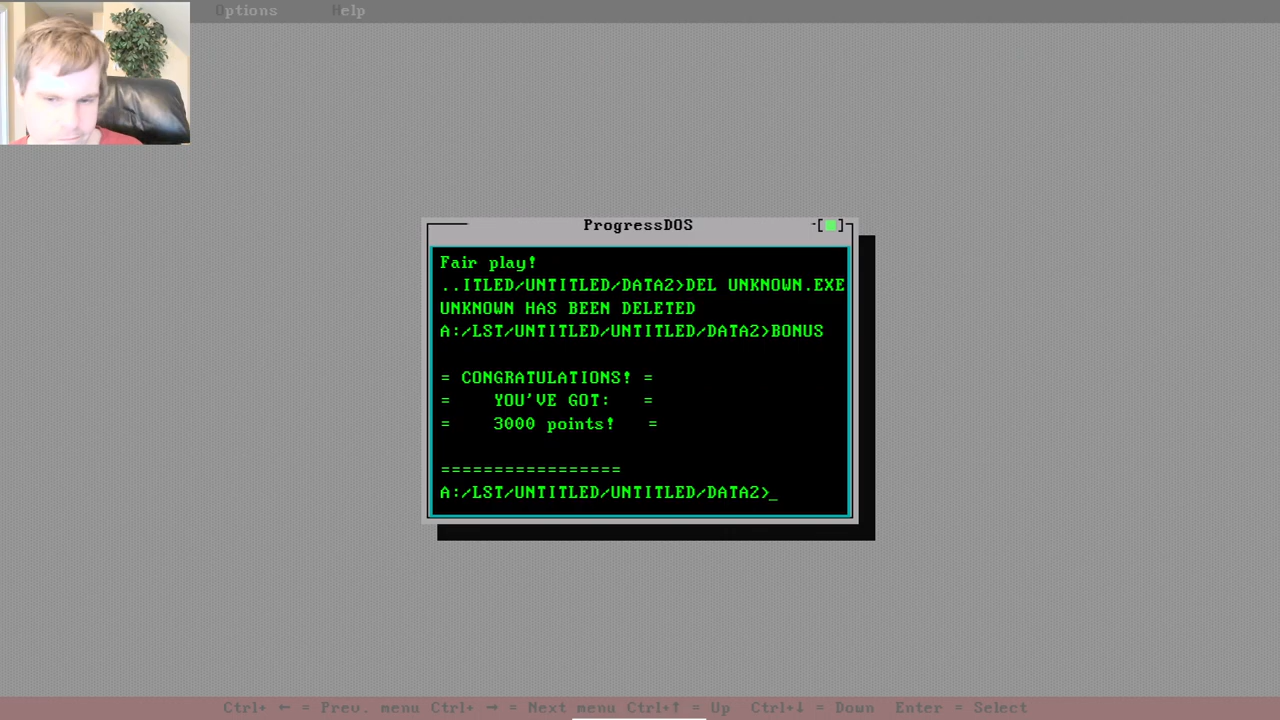 Options Help
ProgressDOS
Fair play!
..ITLED/UNTITLED/DATA2>DEL UNKNOWN.EXE
UNKNOWN HAS BEEN DELETED
A:/LST/UNTITLED/UNTITLED/DATA2>BONUS
= CONGRATULATIONS! =
= YOU'VE GOT: =
= 3000 points! =
=================
A:/LST/UNTITLED/UNTITLED/DATA2>_
Ctrl+ ← = Prev. menu Ctrl+ → = Next menu Ctrl+↑ = Up Ctrl+↓ = Down Enter = Select